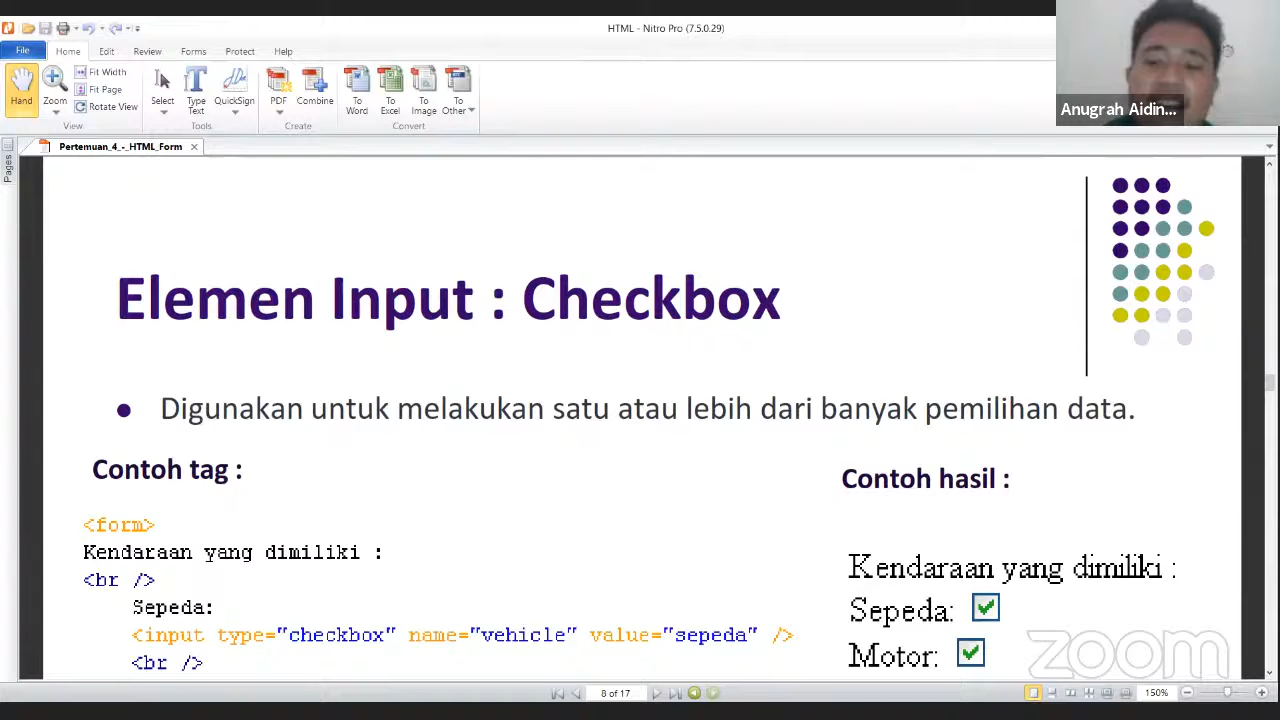 HTML - Nitro Pro (7.5.0.29)
File Home Edit Review Forms Protect Help
Hand
Zoom
Fit Width
Fit Page
Rotate View
View
Select
Type Text
QuickSign
Tools
PDF
Combine
Create
To Word
To Excel
To Image
To Other
Convert
Anugrah Aidin...
Pertemuan_4_-_HTML_Form
Pages
Elemen Input : Checkbox
Digunakan untuk melakukan satu atau lebih dari banyak pemilihan data.
Contoh tag :
<form>
Kendaraan yang dimiliki :
<br />
Sepeda:
<input type="checkbox" name="vehicle" value="sepeda" />
<br />
Contoh hasil :
Kendaraan yang dimiliki :
Sepeda:
Motor:
zoom
8 of 17
150%